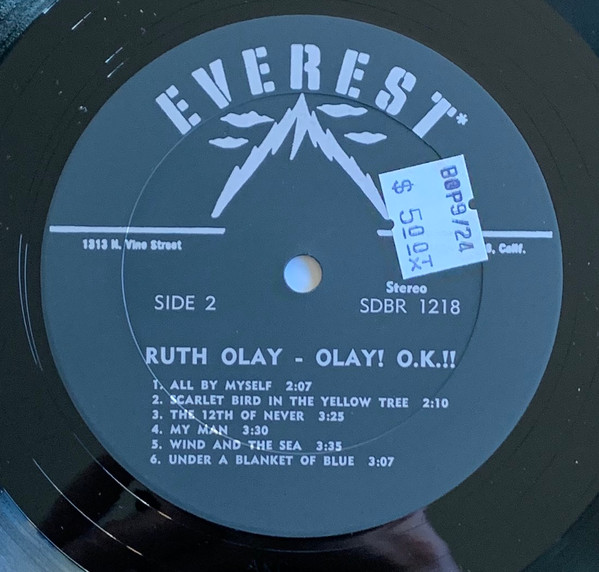 EVEREST*
BOP9/24
$ 5.00TX
1313 N. Vine Street
Calif.
Stereo
SIDE 2
SDBR 1218
RUTH OLAY - OLAY! O.K.!!
1. ALL BY MYSELF 2:07
2. SCARLET BIRD IN THE YELLOW TREE 2:10
3. THE 12TH OF NEVER 3:25
4. MY MAN 3:30
5. WIND AND THE SEA 3:35
6. UNDER A BLANKET OF BLUE 3:07